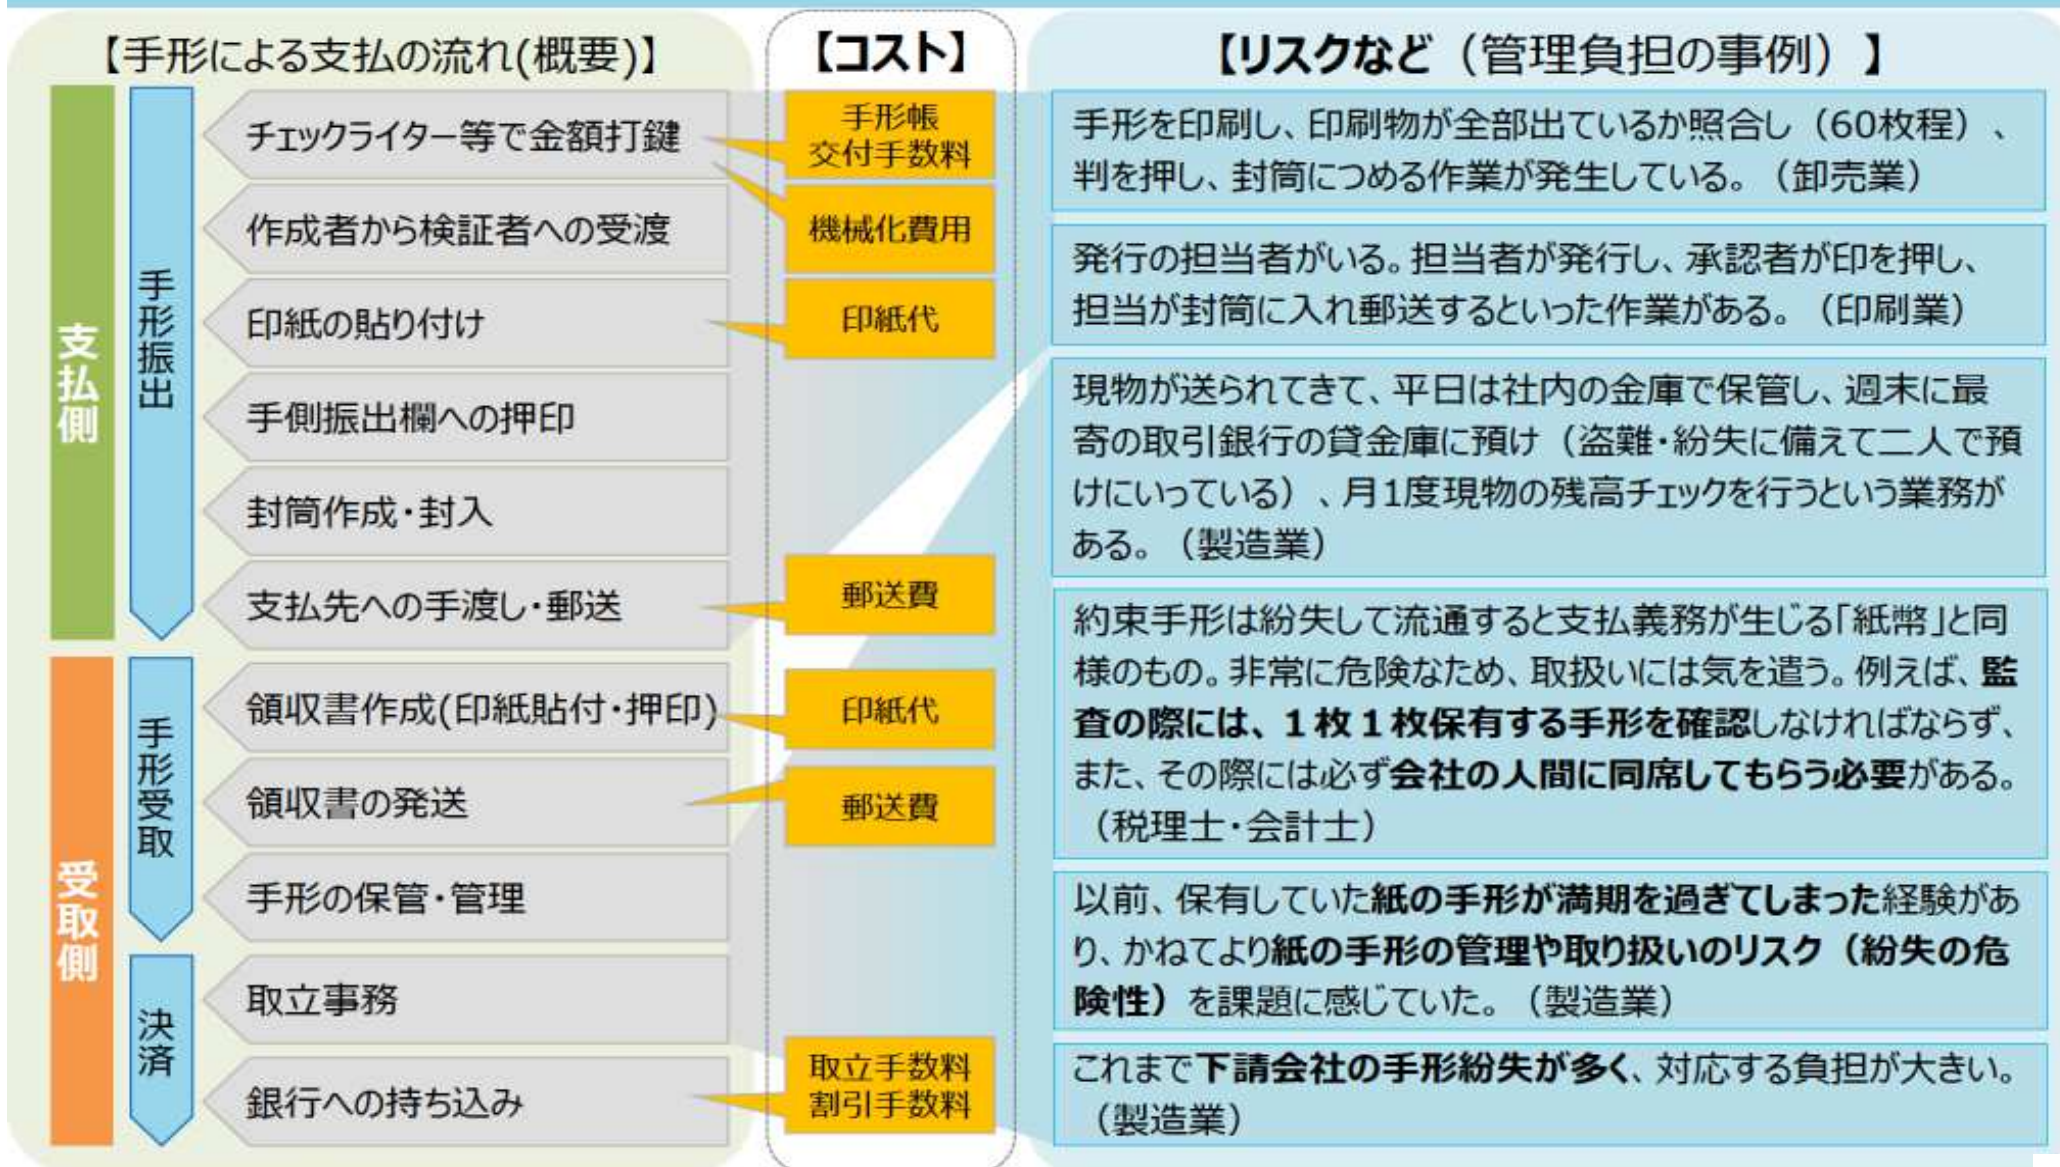 【手形による支払の流れ(概要)】
支払側
手形振出
チェックライター等で金額打鍵
作成者から検証者への受渡
印紙の貼り付け
手側振出欄への押印
封筒作成・封入
支払先への手渡し・郵送
受取側
手形受取
領収書作成(印紙貼付・押印)
領収書の発送
手形の保管・管理
決済
取立事務
銀行への持ち込み
【コスト】
手形帳
交付手数料
機械化費用
印紙代
郵送費
印紙代
郵送費
取立手数料
割引手数料
【リスクなど（管理負担の事例）】
手形を印刷し、印刷物が全部出ているか照合し（60枚程）、
判を押し、封筒につめる作業が発生している。（卸売業）
発行の担当者がいる。担当者が発行し、承認者が印を押し、
担当が封筒に入れ郵送するといった作業がある。（印刷業）
現物が送られてきて、平日は社内の金庫で保管し、週末に最
寄の取引銀行の貸金庫に預け（盗難・紛失に備えて二人で預
けにいっている）、月1度現物の残高チェックを行うという業務が
ある。（製造業）
約束手形は紛失して流通すると支払義務が生じる「紙幣」と同
様のもの。非常に危険なため、取扱いには気を遣う。例えば、監
査の際には、１枚１枚保有する手形を確認しなければならず、
また、その際には必ず会社の人間に同席してもらう必要がある。
（税理士・会計士）
以前、保有していた紙の手形が満期を過ぎてしまった経験があ
り、かねてより紙の手形の管理や取り扱いのリスク（紛失の危
険性）を課題に感じていた。（製造業）
これまで下請会社の手形紛失が多く、対応する負担が大きい。
（製造業）